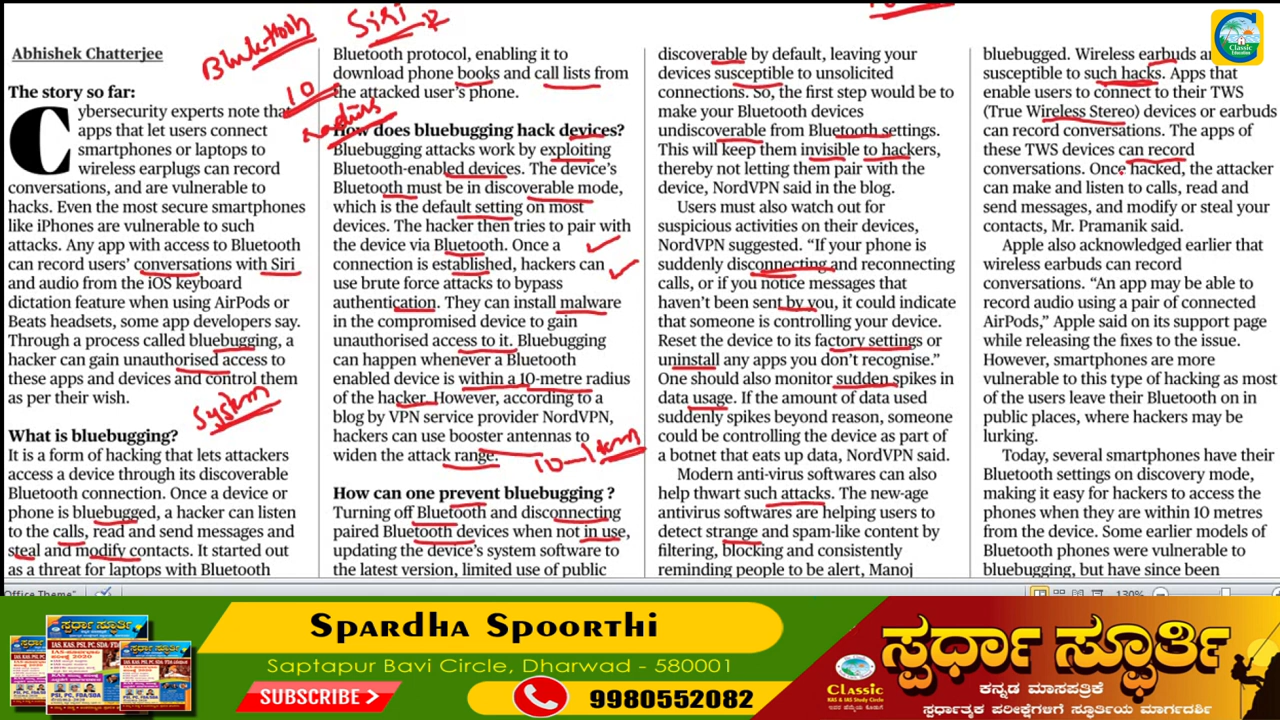 Abhishek Chatterjee
The story so far:
Cybersecurity experts note that
apps that let users connect
smartphones or laptops to
wireless earplugs can record
conversations, and are vulnerable to
hacks. Even the most secure smartphones
like iPhones are vulnerable to such
attacks. Any app with access to Bluetooth
can record users’ conversations with Siri
and audio from the iOS keyboard
dictation feature when using AirPods or
Beats headsets, some app developers say.
Through a process called bluebugging, a
hacker can gain unauthorised access to
these apps and devices and control them
as per their wish.
System
What is bluebugging?
It is a form of hacking that lets attackers
access a device through its discoverable
Bluetooth connection. Once a device or
phone is bluebugged, a hacker can listen
to the calls, read and send messages and
steal and modify contacts. It started out
as a threat for laptops with Bluetooth
Bluetooth
Siri
10
radius
Bluetooth protocol, enabling it to
download phone books and call lists from
the attacked user’s phone.
How does bluebugging hack devices?
Bluebugging attacks work by exploiting
Bluetooth-enabled devices. The device’s
Bluetooth must be in discoverable mode,
which is the default setting on most
devices. The hacker then tries to pair with
the device via Bluetooth. Once a
connection is established, hackers can
use brute force attacks to bypass
authentication. They can install malware
in the compromised device to gain
unauthorised access to it. Bluebugging
can happen whenever a Bluetooth
enabled device is within a 10-metre radius
of the hacker. However, according to a
blog by VPN service provider NordVPN,
hackers can use booster antennas to
widen the attack range.
How can one prevent bluebugging ?
Turning off Bluetooth and disconnecting
paired Bluetooth devices when not in use,
updating the device’s system software to
the latest version, limited use of public
discoverable by default, leaving your
devices susceptible to unsolicited
connections. So, the first step would be to
make your Bluetooth devices
undiscoverable from Bluetooth settings.
This will keep them invisible to hackers,
thereby not letting them pair with the
device, NordVPN said in the blog.
Users must also watch out for
suspicious activities on their devices,
NordVPN suggested. “If your phone is
suddenly disconnecting and reconnecting
calls, or if you notice messages that
haven’t been sent by you, it could indicate
that someone is controlling your device.
Reset the device to its factory settings or
uninstall any apps you don’t recognise.”
One should also monitor sudden spikes in
data usage. If the amount of data used
suddenly spikes beyond reason, someone
could be controlling the device as part of
a botnet that eats up data, NordVPN said.
Modern anti-virus softwares can also
help thwart such attacks. The new-age
antivirus softwares are helping users to
detect strange and spam-like content by
filtering, blocking and consistently
reminding people to be alert, Manoj
bluebugged. Wireless earbuds
susceptible to such hacks. Apps that
enable users to connect to their TWS
(True Wireless Stereo) devices or earbuds
can record conversations. The apps of
these TWS devices can record
conversations. Once hacked, the attacker
can make and listen to calls, read and
send messages, and modify or steal your
contacts, Mr. Pramanik said.
Apple also acknowledged earlier that
wireless earbuds can record
conversations. “An app may be able to
record audio using a pair of connected
AirPods,” Apple said on its support page
while releasing the fixes to the issue.
However, smartphones are more
vulnerable to this type of hacking as most
of the users leave their Bluetooth on in
public places, where hackers may be
lurking.
Today, several smartphones have their
Bluetooth settings on discovery mode,
making it easy for hackers to access the
phones when they are within 10 metres
from the device. Some earlier models of
Bluetooth phones were vulnerable to
bluebugging, but have since been
Classic
Office Theme"
130%
Spardha Spoorthi
Saptapur Bavi Circle Dharwad - 580001
SUBSCRIBE >
9980552082
ಸ್ಪರ್ಧಾ ಸ್ಫೂರ್ತಿ
Classic
KAS & IAS Study Circle
ಸ್ಪರ್ಧಾ ಸ್ಫೂರ್ತಿ
ಕನ್ನಡ ಮಾಸಪತ್ರಿಕೆ
ಸ್ಪರ್ಧಾತ್ಮಕ ಪರೀಕ್ಷೆಗಳಿಗೆ ಸ್ಫೂರ್ತಿಯ ಮಾರ್ಗದರ್ಶಿ